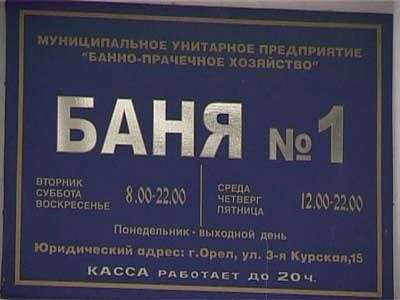 МУНИЦИПАЛЬНОЕ УНИТАРНОЕ ПРЕДПРИЯТИЕ
"БАННО-ПРАЧЕЧНОЕ ХОЗЯЙСТВО"
БАНЯ №1
ВТОРНИК
СУББОТА
ВОСКРЕСЕНЬЕ
8.00-22.00
СРЕДА
ЧЕТВЕРГ
ПЯТНИЦА
12.00-22.00
Понедельник - выходной день
Юридический адрес: г.Орел, ул. 3-я Курская,15
КАССА РАБОТАЕТ ДО 20 Ч.